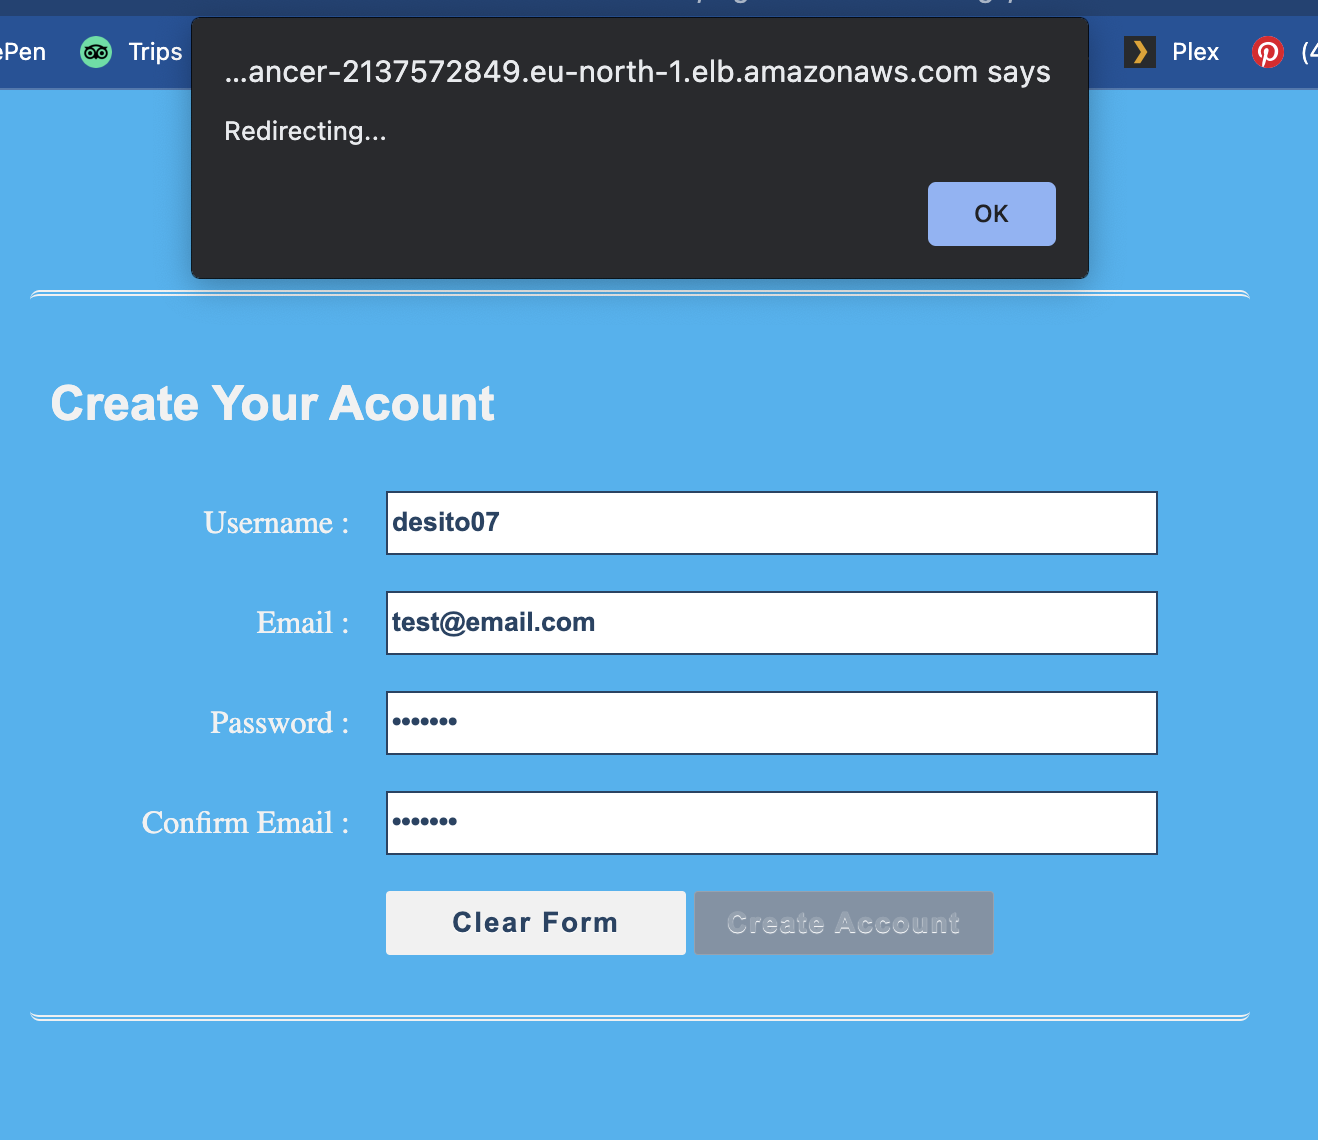 ePen Trips Plex (4
...ancer-2137572849.eu-north-1.elb.amazonaws.com says
Redirecting...
OK
Create Your Acount
Username : desito07
Email : test@email.com
Password : •••••••
Confirm Email : •••••••
Clear Form Create Account